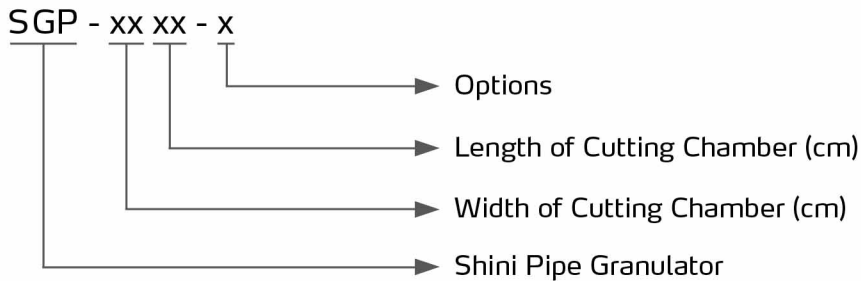 SGP - xx xx - x
Options
Length of Cutting Chamber (cm)
Width of Cutting Chamber (cm)
Shini Pipe Granulator